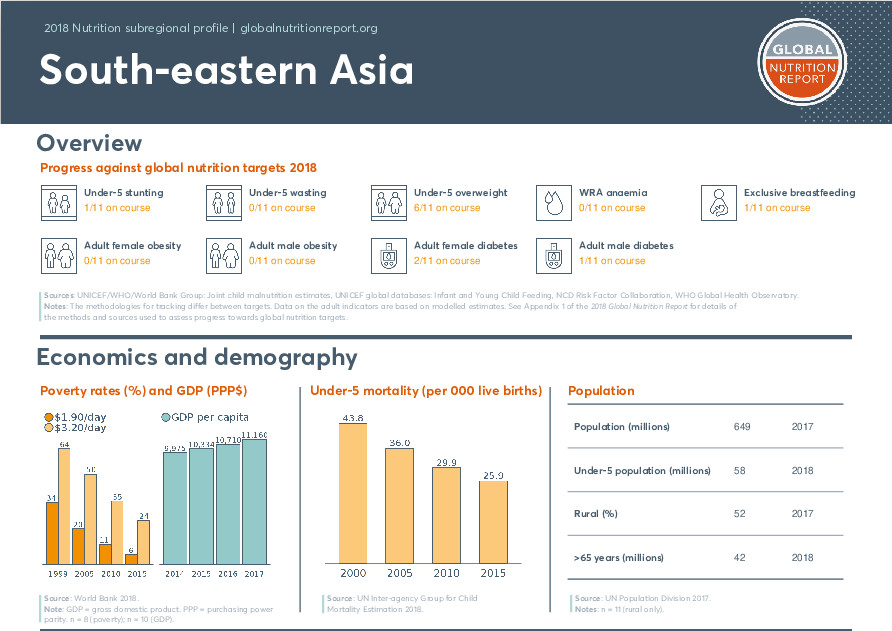 2018 Nutrition subregional profile | globalnutritionreport.org
South-eastern Asia
GLOBAL
NUTRITION
REPORT
Overview
Progress against global nutrition targets 2018
Under-5 stunting
1/11 on course
Under-5 wasting
0/11 on course
Under-5 overweight
6/11 on course
WRA anaemia
0/11 on course
Exclusive breastfeeding
1/11 on course
Adult female obesity
0/11 on course
Adult male obesity
0/11 on course
Adult female diabetes
2/11 on course
Adult male diabetes
1/11 on course
Sources: UNICEF/WHO/World Bank Group: Joint child malnutrition estimates; UNICEF global databases: Infant and Young Child Feeding, NCD Risk Factor Collaboration, WHO Global Health Observatory.
Notes: The methodologies for tracking differ between targets. Data on the adult indicators are based on modelled estimates. See Appendix 1 of the 2018 Global Nutrition Report for details of
the methods and sources used to assess progress towards global nutrition targets.
Economics and demography
Poverty rates (%) and GDP (PPP$)
$1.90/day
$3.20/day
GDP per capita
34 64 20 50 11 35 6 24
1999 2005 2010 2015
9,975 10,334 10,710 11,160
2014 2015 2016 2017
Source: World Bank 2018.
Note: GDP = gross domestic product. PPP = purchasing power
parity. n = 8 (poverty); n = 10 (GDP).
Under-5 mortality (per 000 live births)
43.8
36.0
29.9
25.9
2000 2005 2010 2015
Source: UN Inter-agency Group for Child
Mortality Estimation 2018.
Population
Population (millions) 649 2017
Under-5 population (millions) 58 2018
Rural (%) 52 2017
>65 years (millions) 42 2018
Source: UN Population Division 2017.
Notes: n = 11 (rural only).